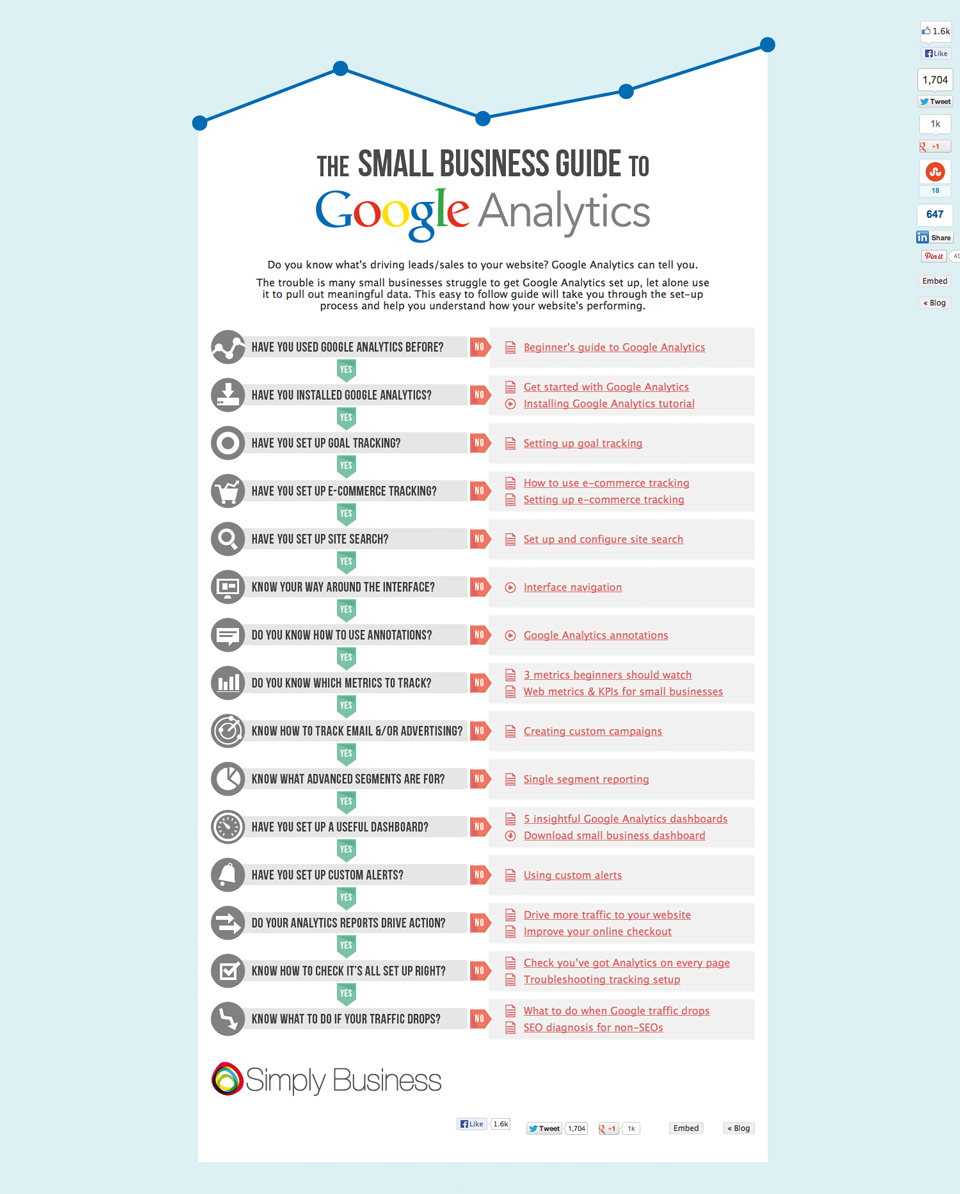 1.6k
Like
1,704
Tweet
1k
+1
18
647
in Share
Pin it
Embed
« Blog
THE SMALL BUSINESS GUIDE TO
Google Analytics
Do you know what's driving leads/sales to your website? Google Analytics can tell you.
The trouble is many small businesses struggle to get Google Analytics set up, let alone use
it to pull out meaningful data. This easy to follow guide will take you through the set-up
process and help you understand how your website's performing.
HAVE YOU USED GOOGLE ANALYTICS BEFORE? NO Beginner's guide to Google Analytics
YES
HAVE YOU INSTALLED GOOGLE ANALYTICS? NO Get started with Google Analytics
Installing Google Analytics tutorial
YES
HAVE YOU SET UP GOAL TRACKING? NO Setting up goal tracking
YES
HAVE YOU SET UP E-COMMERCE TRACKING? NO How to use e-commerce tracking
Setting up e-commerce tracking
YES
HAVE YOU SET UP SITE SEARCH? NO Set up and configure site search
YES
KNOW YOUR WAY AROUND THE INTERFACE? NO Interface navigation
YES
DO YOU KNOW HOW TO USE ANNOTATIONS? NO Google Analytics annotations
YES
DO YOU KNOW WHICH METRICS TO TRACK? NO 3 metrics beginners should watch
Web metrics & KPIs for small businesses
YES
KNOW HOW TO TRACK EMAIL &/OR ADVERTISING? NO Creating custom campaigns
YES
KNOW WHAT ADVANCED SEGMENTS ARE FOR? NO Single segment reporting
YES
HAVE YOU SET UP A USEFUL DASHBOARD? NO 5 insightful Google Analytics dashboards
Download small business dashboard
YES
HAVE YOU SET UP CUSTOM ALERTS? NO Using custom alerts
YES
DO YOUR ANALYTICS REPORTS DRIVE ACTION? NO Drive more traffic to your website
Improve your online checkout
YES
KNOW HOW TO CHECK IT'S ALL SET UP RIGHT? NO Check you've got Analytics on every page
Troubleshooting tracking setup
YES
KNOW WHAT TO DO IF YOUR TRAFFIC DROPS? NO What to do when Google traffic drops
SEO diagnosis for non-SEOs
Simply Business
Like 1.6k Tweet 1,704 +1 1k Embed « Blog